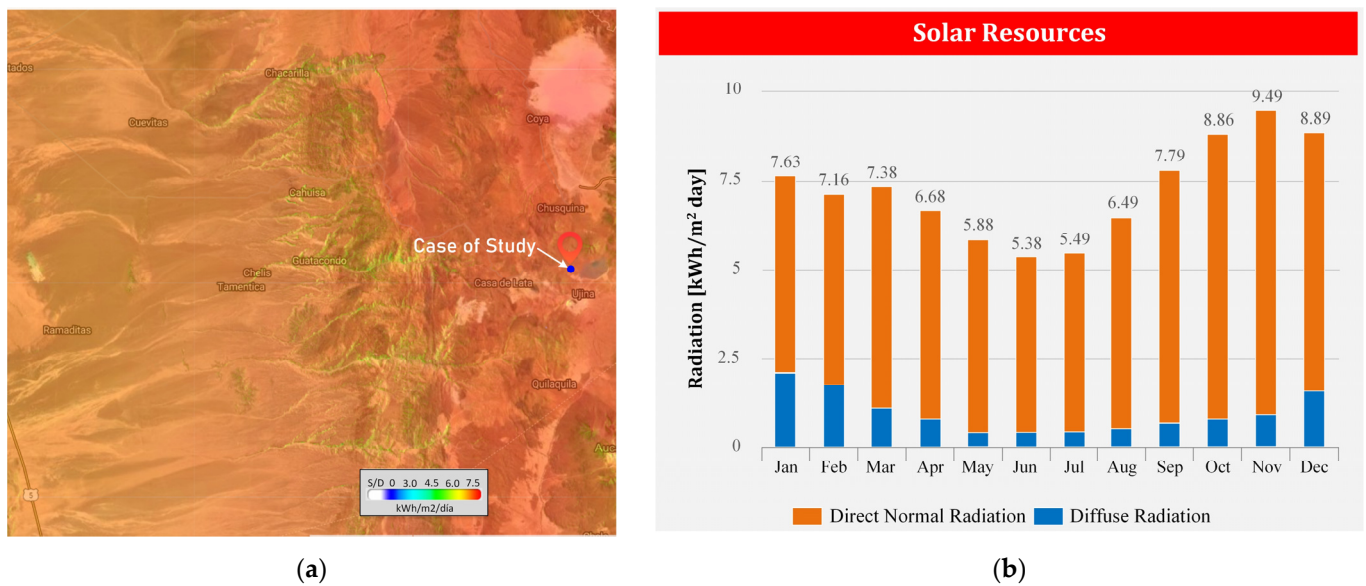 tados
Chacarilla
Cuevitas
Coya
Cahuisa
Chusquina
Case of Study
Guatacondo
Chelis
Tamentica
Casa de Lata
Ujina
Ramaditas
Quilaquila
Auca
5
S/D 0 3.0 4.5 6.0 7.5
kWh/m2/día
(a)
Solar Resources
Radiation [kWh/m² day]
10
7.5
5
2.5
0
7.63 7.16 7.38 6.68 5.88 5.38 5.49 6.49 7.79 8.86 9.49 8.89
Jan Feb Mar Apr May Jun Jul Aug Sep Oct Nov Dec
Direct Normal Radiation Diffuse Radiation
(b)